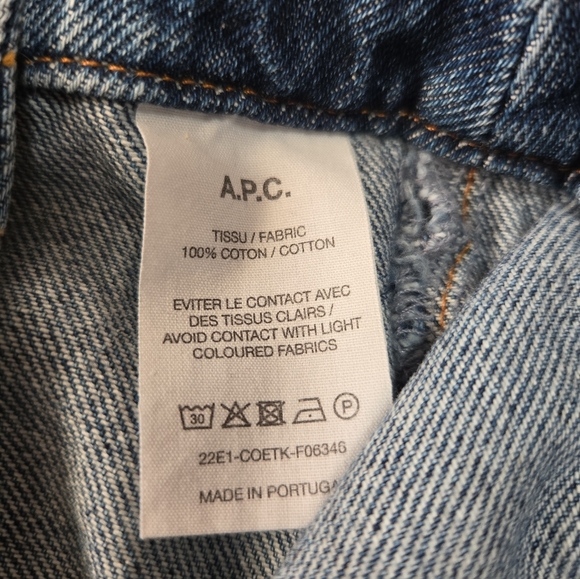 A.P.C.
TISSU / FABRIC
100% COTON / COTTON
EVITER LE CONTACT AVEC
DES TISSUS CLAIRS /
AVOID CONTACT WITH LIGHT
COLOURED FABRICS
30 P
22E1-COETK-F06346
MADE IN PORTUGA